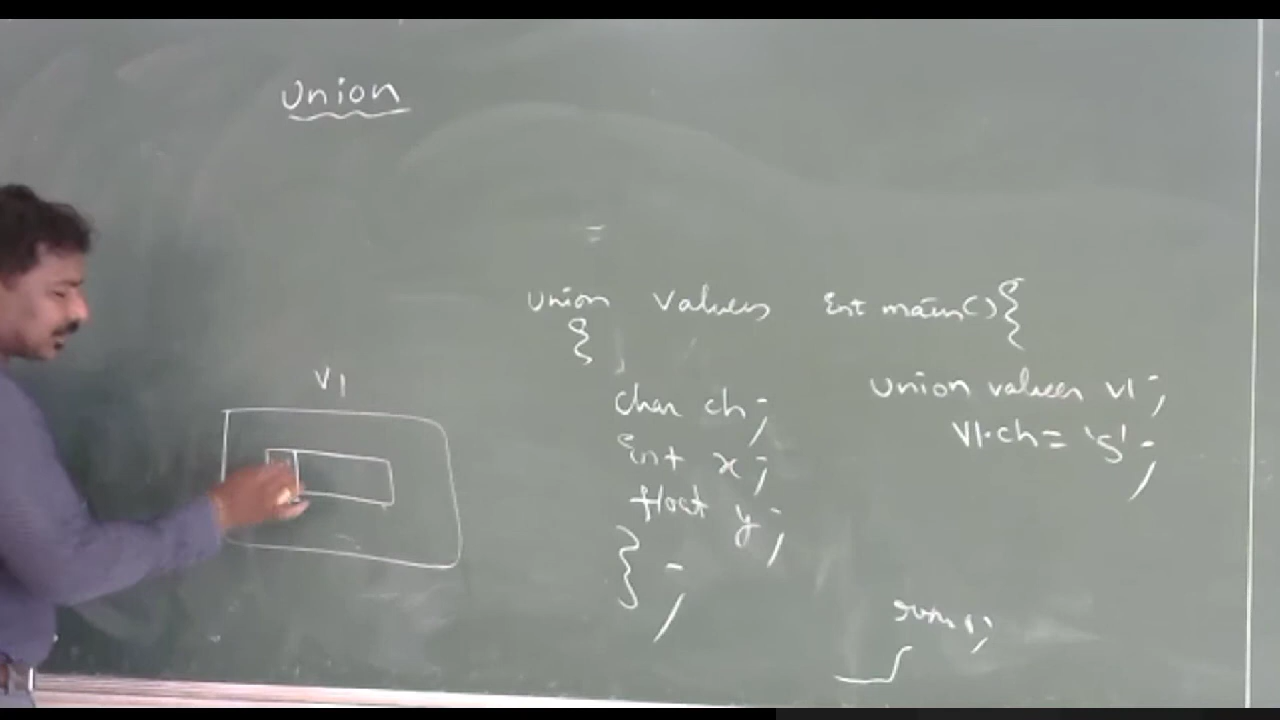 Union
=
union values
{
char ch;
int x;
float y;
};
int main(){
union values v1;
v1.ch = 'S';
V1